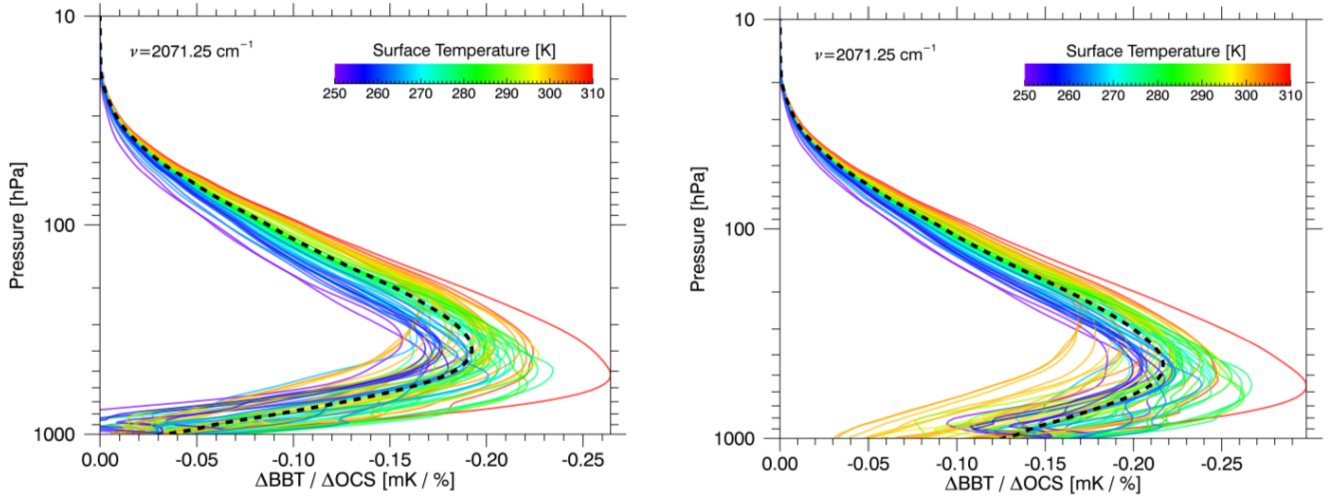 10
ν=2071.25 cm⁻¹
Surface Temperature [K]
250 260 270 280 290 300 310
Pressure [hPa]
100
1000
0.00 -0.05 -0.10 -0.15 -0.20 -0.25
ΔBBT / ΔOCS [mK / %]
10
ν=2071.25 cm⁻¹
Surface Temperature [K]
250 260 270 280 290 300 310
Pressure [hPa]
100
1000
0.00 -0.05 -0.10 -0.15 -0.20 -0.25
ΔBBT / ΔOCS [mK / %]